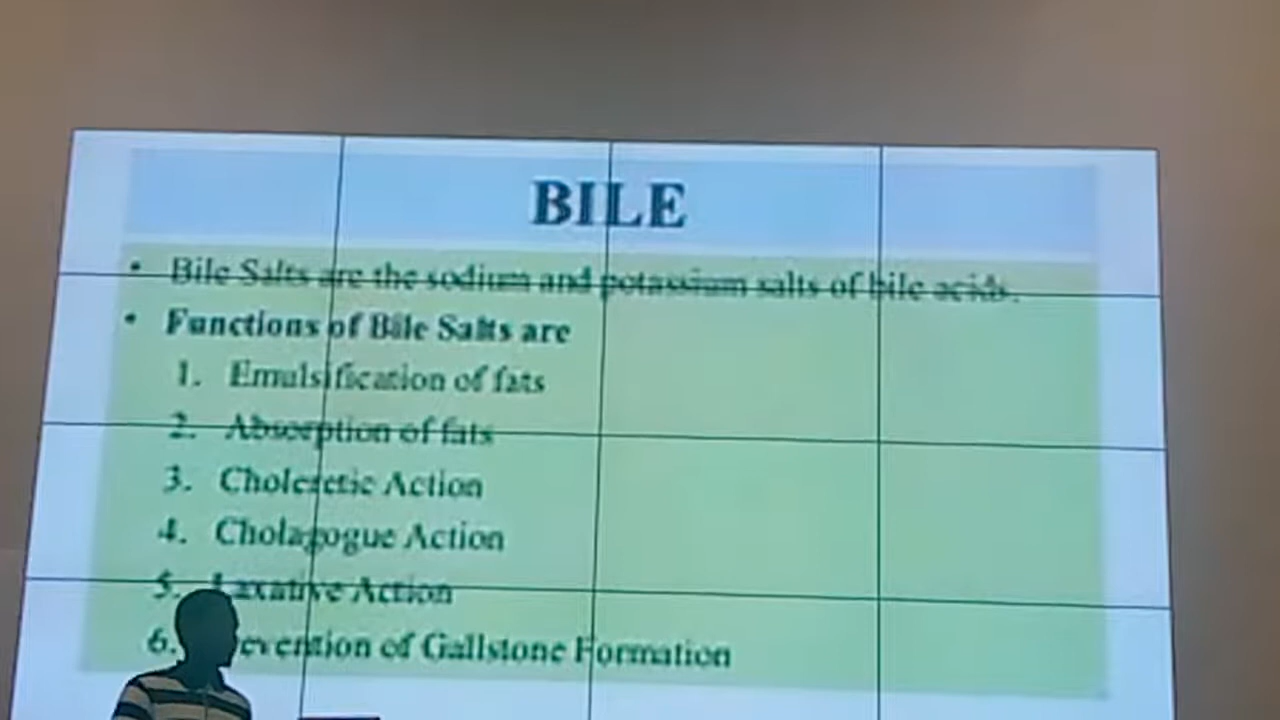 BILE
• Bile Salts are the sodium and potassium salts of bile acids.
• Functions of Bile Salts are
1. Emulsification of fats
2. Absorption of fats
3. Choleretic Action
4. Cholagogue Action
5. Laxative Action
6. Prevention of Gallstone Formation